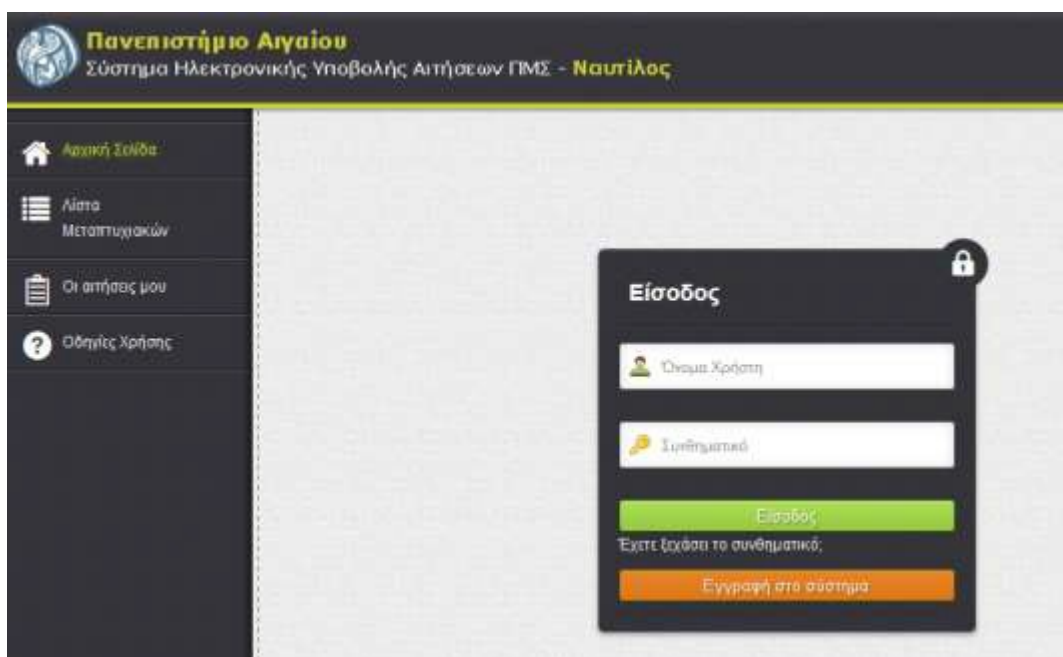 Πανεπιστήμιο Αιγαίου
Σύστημα Ηλεκτρονικής Υποβολής Αιτήσεων ΠΜΣ - Ναυτίλος
Αρχική Σελίδα
Λίστα
Μεταπτυχιακών
Οι αιτήσεις μου
Οδηγίες Χρήσης
Είσοδος
Όνομα Χρήστη
Συνθηματικό
Είσοδος
Έχετε ξεχάσει το συνθηματικό;
Εγγραφή στο σύστημα